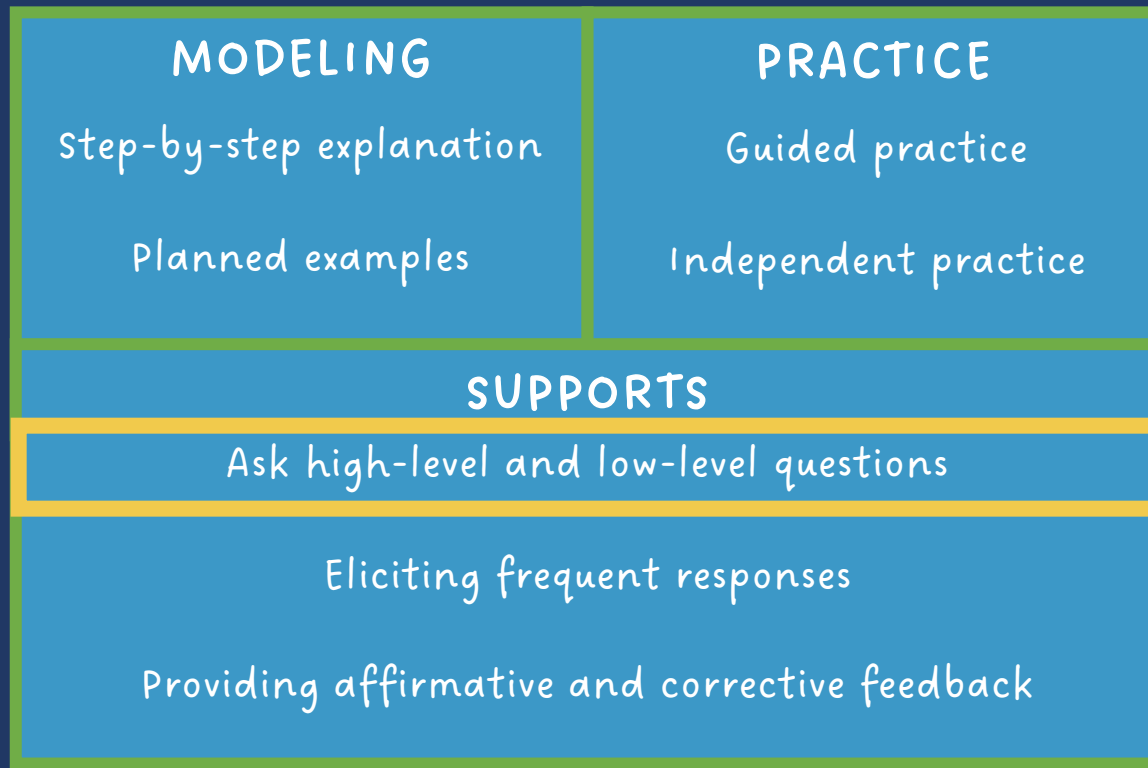 MODELING
Step-by-step explanation
Planned examples
PRACTICE
Guided practice
Independent practice
SUPPORTS
Ask high-level and low-level questions
Eliciting frequent responses
Providing affirmative and corrective feedback